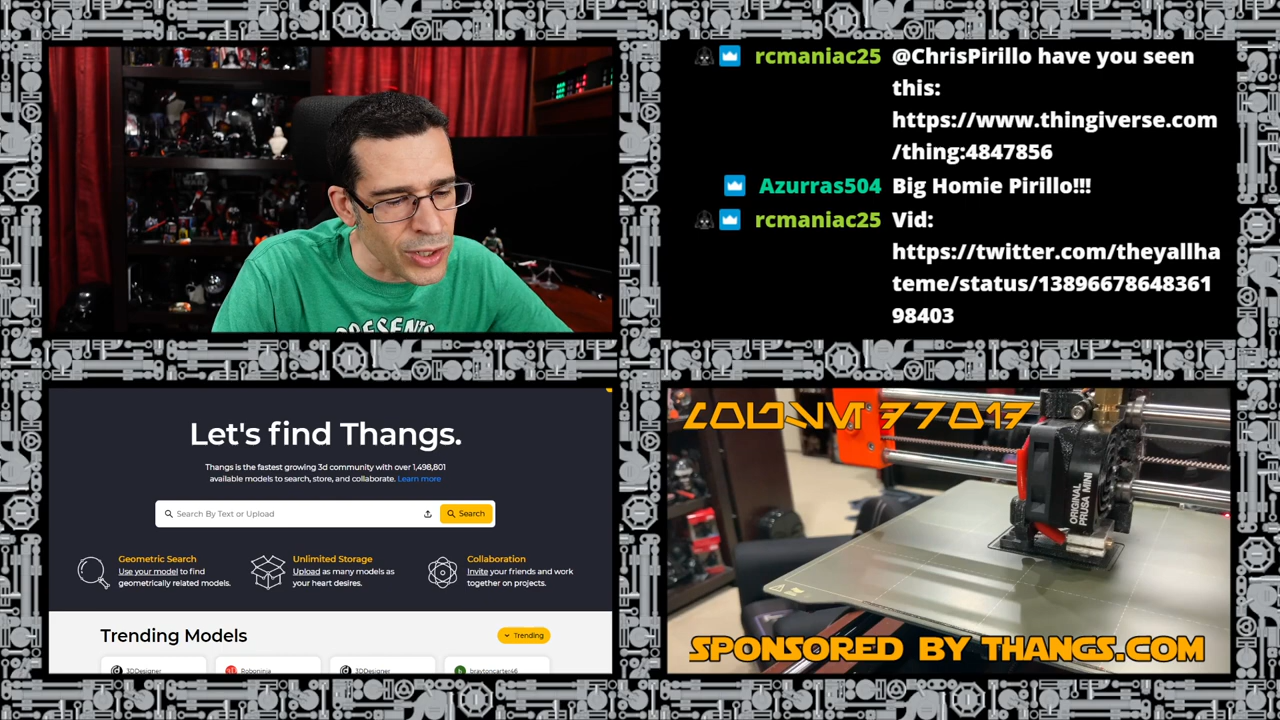 PRESENTS
rcmaniac25 @ChrisPirillo have you seen
this:
https://www.thingiverse.com
/thing:4847856
Azurras504 Big Homie Pirillo!!!
rcmaniac25 Vid:
https://twitter.com/theyallha
teme/status/13896678648361
98403
Let's find Thangs.
Thangs is the fastest growing 3d community with over 1,498,801
available models to search, store, and collaborate. Learn more
Search By Text or Upload
Search
Geometric Search
Use your model to find
geometrically related models.
Unlimited Storage
Upload as many models as
your heart desires.
Collaboration
Invite your friends and work
together on projects.
Trending Models
Trending
3DDesigner
Roboninja
3DDesigner
braytoncarter46
ORIGINAL
PRUSA MINI
SPONSORED BY THANGS.COM